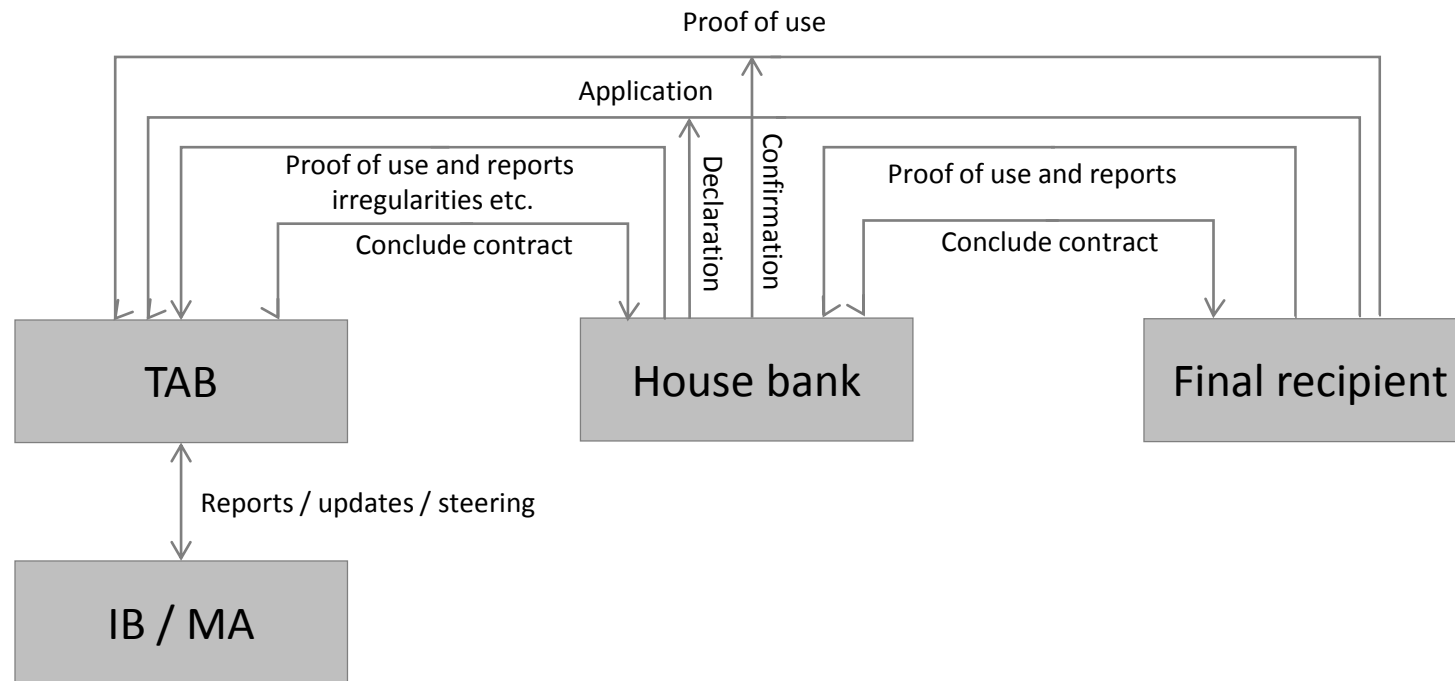 Proof of use
Application
Proof of use and reports
irregularities etc.
Conclude contract
Declaration
Confirmation
Proof of use and reports
Conclude contract
TAB
House bank
Final recipient
Reports / updates / steering
IB / MA